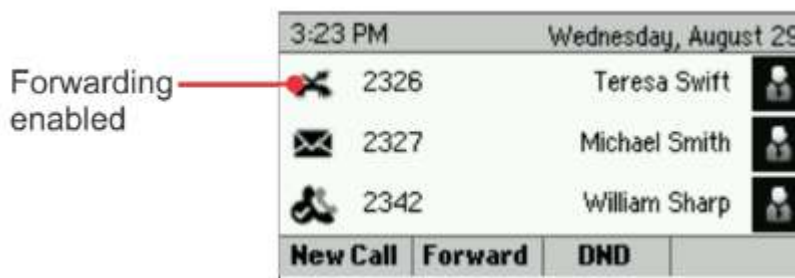 3:23 PM Wednesday, August 29
Forwarding enabled
2326 Teresa Swift
2327 Michael Smith
2342 William Sharp
New Call Forward DND